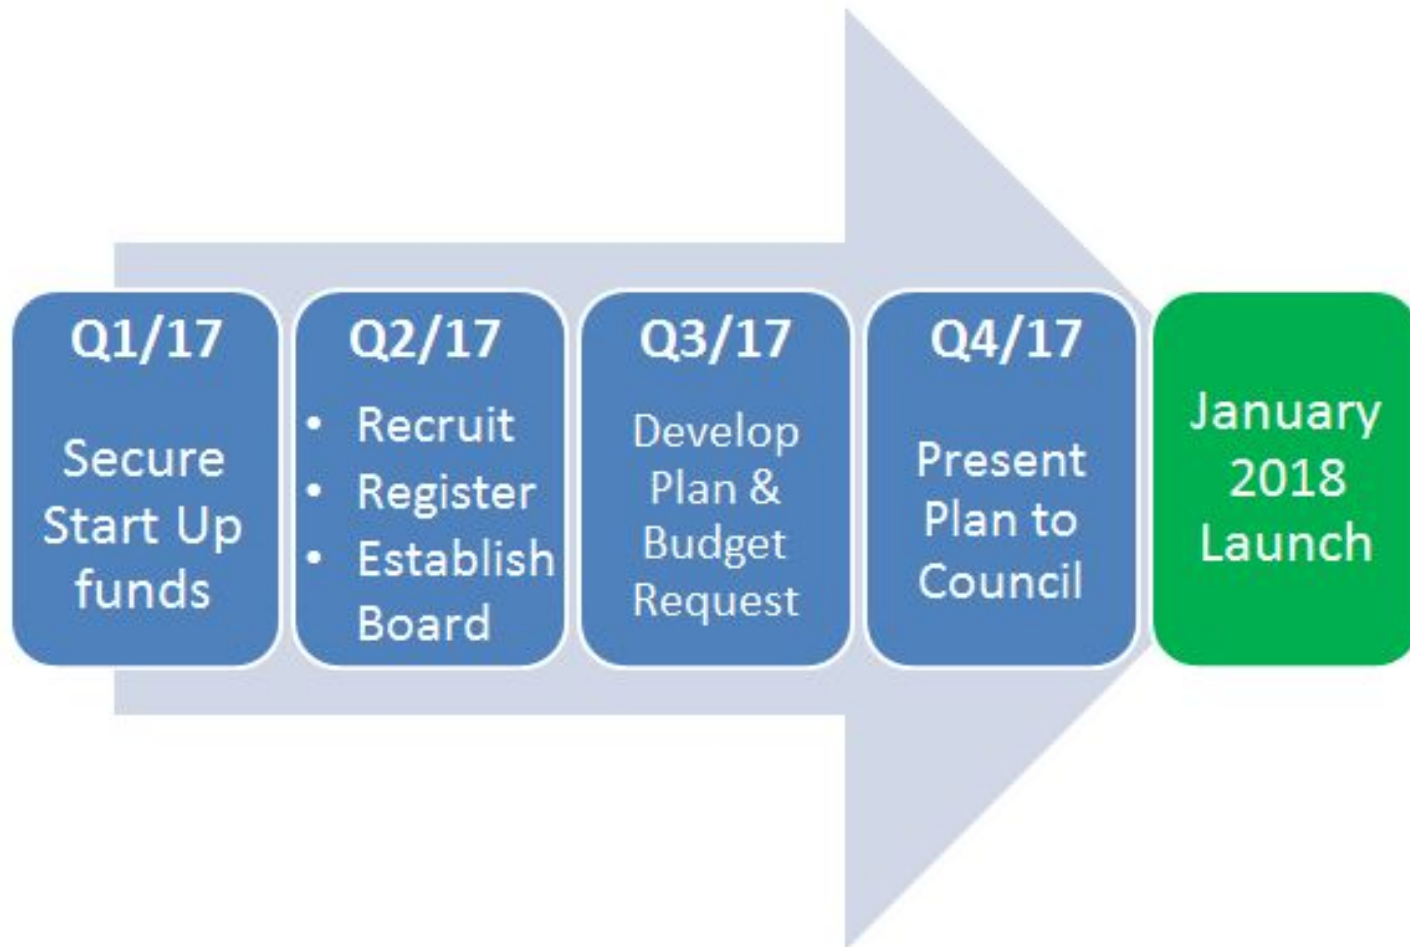 Q1/17
Secure
Start Up
funds
Q2/17
• Recruit
• Register
• Establish
Board
Q3/17
Develop
Plan &
Budget
Request
Q4/17
Present
Plan to
Council
January
2018
Launch